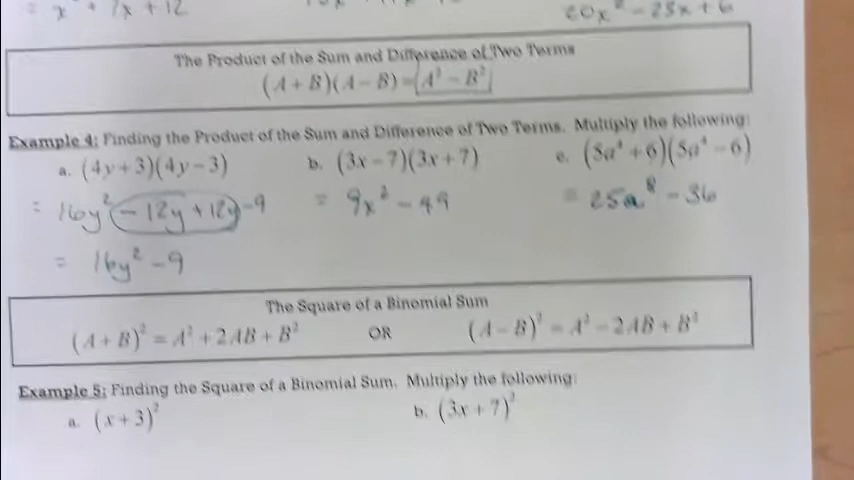 = x² + 7x + 12
20x² - 23x + 6
The Product of the Sum and Difference of Two Terms
(A + B)(A - B) = A² - B²
Example 4: Finding the Product of the Sum and Difference of Two Terms. Multiply the following:
a. (4y + 3)(4y - 3) b. (3x - 7)(3x + 7) c. (5a⁴ + 6)(5a⁴ - 6)
= 16y² - 12y + 12y - 9 = 9x² - 49 = 25a⁸ - 36
= 16y² - 9
The Square of a Binomial Sum
(A + B)² = A² + 2AB + B² OR (A - B)² = A² - 2AB + B²
Example 5: Finding the Square of a Binomial Sum. Multiply the following:
a. (x + 3)² b. (3x + 7)²